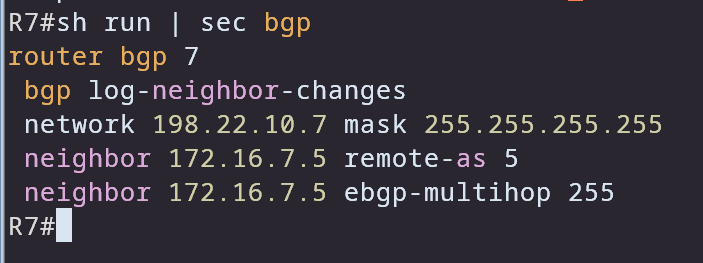 R7#sh run | sec bgp
router bgp 7
 bgp log-neighbor-changes
 network 198.22.10.7 mask 255.255.255.255
 neighbor 172.16.7.5 remote-as 5
 neighbor 172.16.7.5 ebgp-multihop 255
R7#